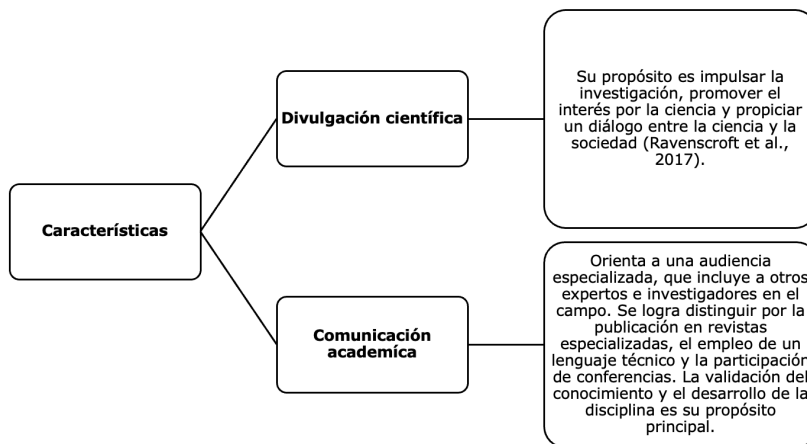 Características
Divulgación científica
Su propósito es impulsar la
investigación, promover el
interés por la ciencia y propiciar
un diálogo entre la ciencia y la
sociedad (Ravenscroft et al.,
2017).
Comunicación
academíca
Orienta a una audiencia
especializada, que incluye a otros
expertos e investigadores en el
campo. Se logra distinguir por la
publicación en revistas
especializadas, el empleo de un
lenguaje técnico y la participación
de conferencias. La validación del
conocimiento y el desarrollo de la
disciplina es su propósito
principal.